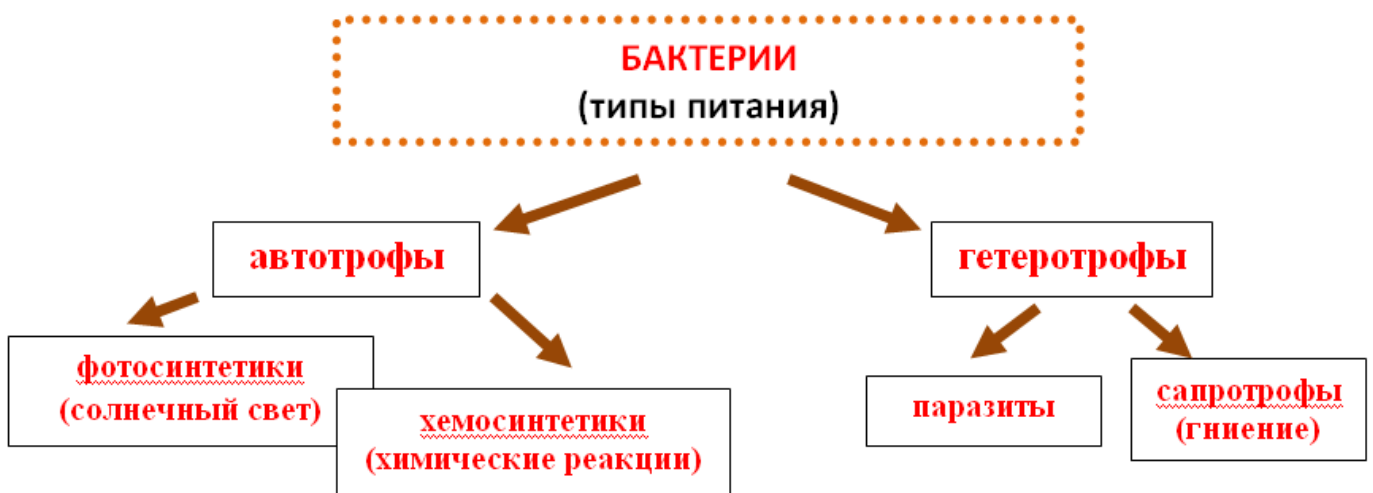 БАКТЕРИИ
(типы питания)
автотрофы
гетеротрофы
фотосинтетики
(солнечный свет)
хемосинтетики
(химические реакции)
паразиты
сапротрофы
(гниение)